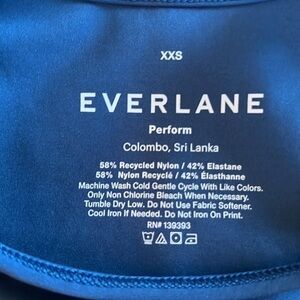 XXS
EVERLANE
Perform
Colombo, Sri Lanka
58% Recycled Nylon / 42% Elastane
58% Nylon Recyclé / 42% Élasthanne
Machine Wash Cold Gentle Cycle With Like Colors.
Only Non Chlorine Bleach When Necessary.
Tumble Dry Low. Do Not Use Fabric Softener.
Cool Iron If Needed. Do Not Iron On Print.
RN# 139393